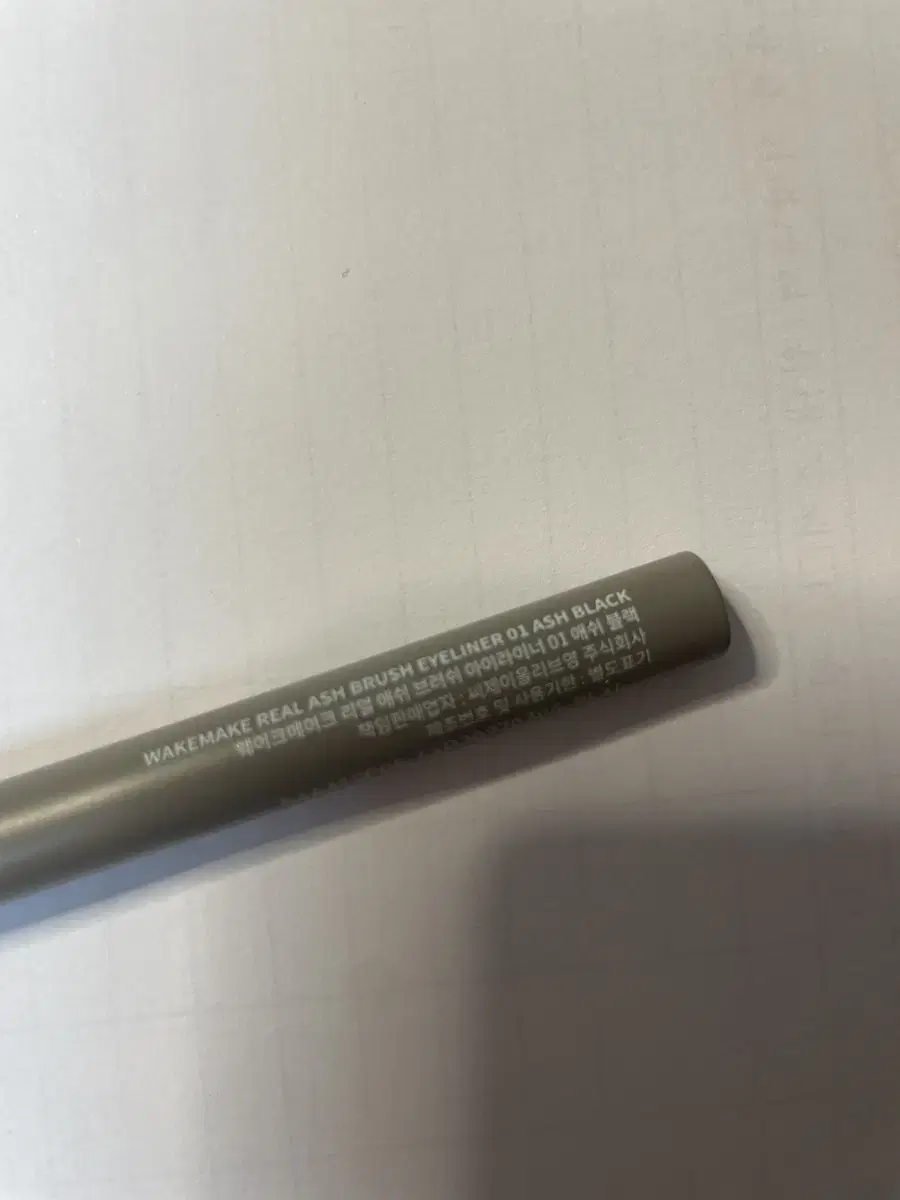 WAKEMAKE REAL ASH BRUSH EYELINER 01 ASH BLACK
웨이크메이크 리얼 애쉬 브러쉬 아이라이너 01 애쉬 블랙
책임판매업자 : 씨제이올리브영 주식회사
제조번호 및 사용기한 : 별도표기